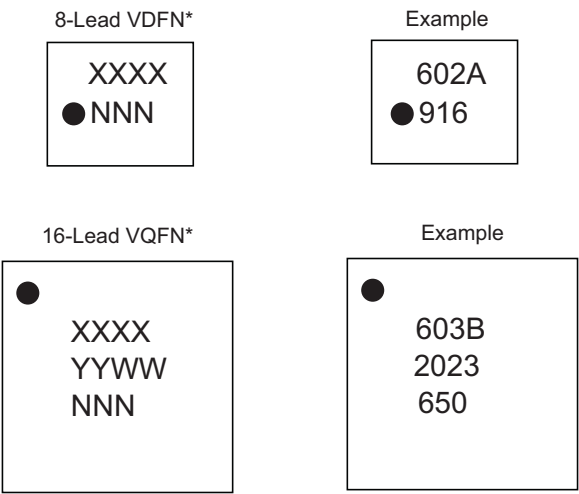 8-Lead VDFN*
XXXX
NNN
Example
602A
916
16-Lead VQFN*
XXXX
YYWW
NNN
Example
603B
2023
650